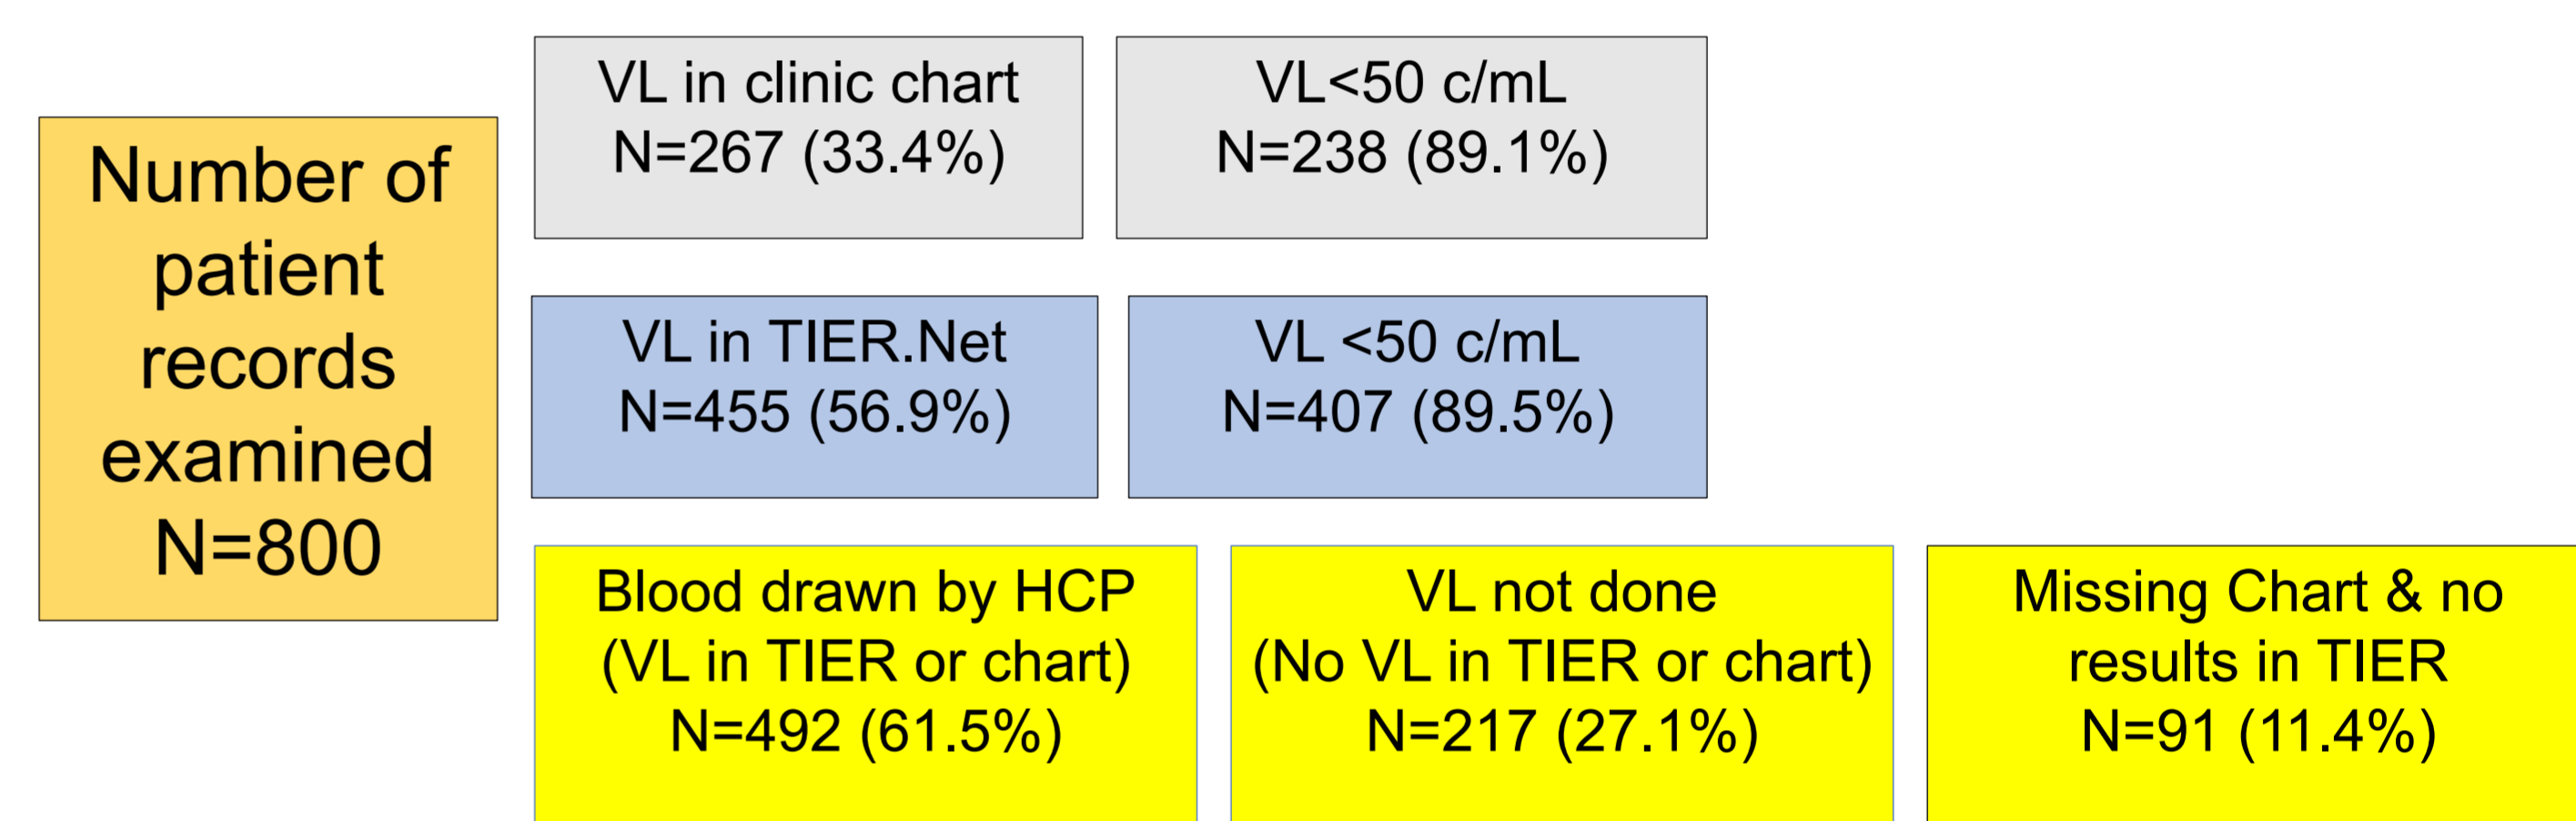 Number of
patient
records
examined
N=800
VL in clinic chart
N=267 (33.4%)
VL<50 c/mL
N=238 (89.1%)
VL in TIER.Net
N=455 (56.9%)
VL <50 c/mL
N=407 (89.5%)
Blood drawn by HCP
(VL in TIER or chart)
N=492 (61.5%)
VL not done
(No VL in TIER or chart)
N=217 (27.1%)
Missing Chart & no
results in TIER
N=91 (11.4%)